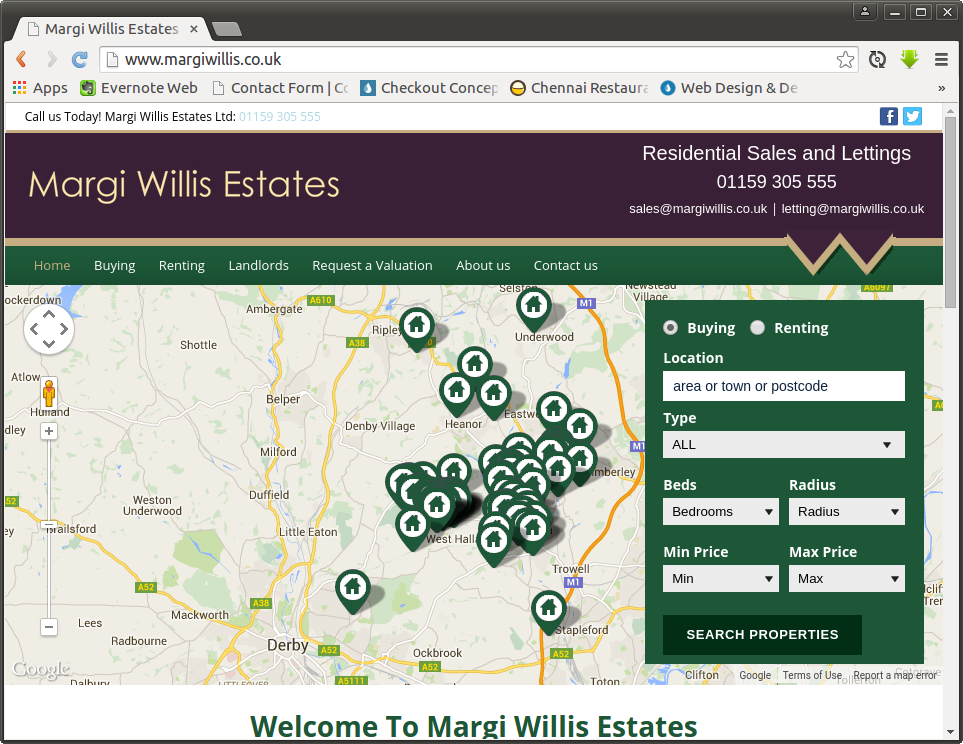 Margi Willis Estates
www.margiwillis.co.uk
Apps Evernote Web Contact Form | Co Checkout Concep Chennai Restaura Web Design & De »
Call us Today! Margi Willis Estates Ltd: 01159 305 555
Margi Willis Estates
Residential Sales and Lettings
01159 305 555
sales@margiwillis.co.uk | letting@margiwillis.co.uk
Home Buying Renting Landlords Request a Valuation About us Contact us
ockerdown
Ambergate
A610
Selston
M1
Newstead
Village
A6097
Shottle
Ripley
A38
Underwood
Atlow
Hulland
Belper
Denby Village
Heanor
Eastwood
dley
Milford
M1
Kimberley
52
Weston
Underwood
Duffield
Brailsford
Little Eaton
West Halla
ey
Trowell
M1
A52
A38
Mackworth
Lees
Radbourne
Derby
A52
Ockbrook
A52
Stapleford
A52
Dalbury
LITTLEOVER
A5111
Toton
Clifton
Google
Buying Renting
Location
area or town or postcode
Type
ALL
Beds Radius
Bedrooms Radius
Min Price Max Price
Min Max
SEARCH PROPERTIES
Google Terms of Use Report a map error
Welcome To Margi Willis Estates